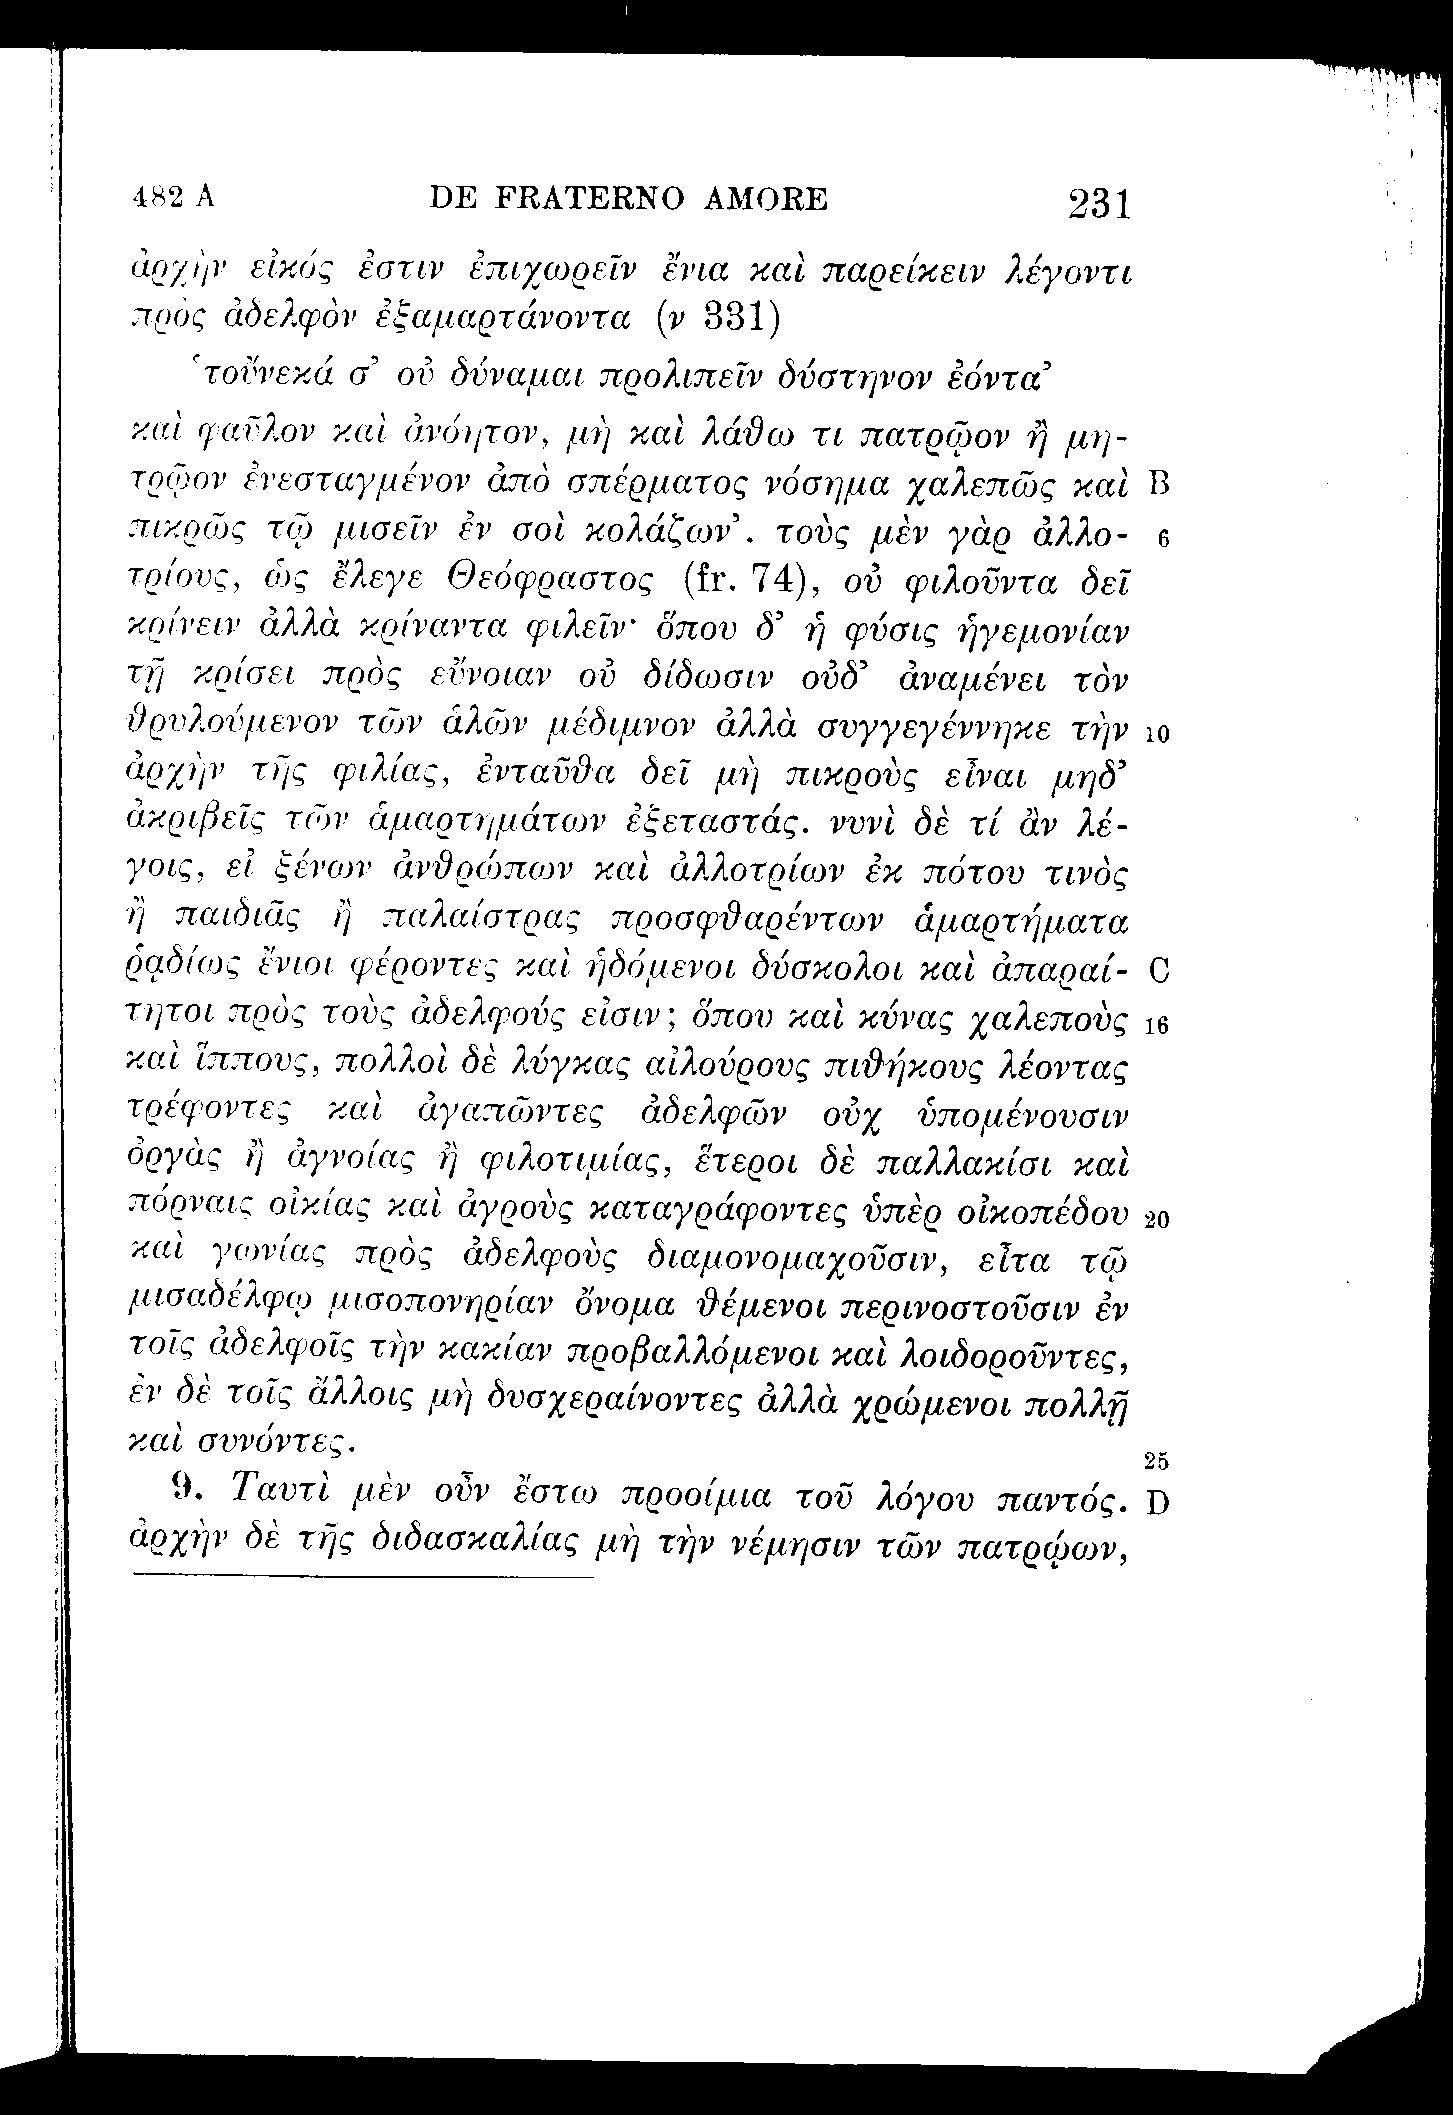 482 A DE FRATERNO AMORE 231
ἀρχὴν εἰκός ἐστιν ἐπιχωρεῖν ἔνια καὶ παρείκειν λέγοντι
πρὸς ἀδελφὸν ἐξαμαρτάνοντα (ν 331)
‘τοὔνεκά σ’ οὐ δύναμαι προλιπεῖν δύστηνον ἐόντα’
καὶ φαῦλον καὶ ἀνόητον, μὴ καὶ λάθω τι πατρῷον ἢ μη-
τρῷον ἐνεσταγμένον ἀπὸ σπέρματος νόσημα χαλεπῶς καὶ B
πικρῶς τῷ μισεῖν ἐν σοὶ κολάζων’. τοὺς μὲν γὰρ ἀλλο- 6
τρίους, ὡς ἔλεγε Θεόφραστος (fr. 74), οὐ φιλοῦντα δεῖ
κρίνειν ἀλλὰ κρίναντα φιλεῖν· ὅπου δ’ ἡ φύσις ἡγεμονίαν
τῇ κρίσει πρὸς εὔνοιαν οὐ δίδωσιν οὐδ’ ἀναμένει τὸν
θρυλούμενον τῶν ἁλῶν μέδιμνον ἀλλὰ συγγεγέννηκε τὴν 10
ἀρχὴν τῆς φιλίας, ἐνταῦθα δεῖ μὴ πικροὺς εἶναι μηδ’
ἀκριβεῖς τῶν ἁμαρτημάτων ἐξεταστάς. νυνὶ δὲ τί ἂν λέ-
γοις, εἰ ξένων ἀνθρώπων καὶ ἀλλοτρίων ἐκ πότου τινὸς
ἢ παιδιᾶς ἢ παλαίστρας προσφθαρέντων ἁμαρτήματα
ῥᾳδίως ἔνιοι φέροντες καὶ ἡδόμενοι δύσκολοι καὶ ἀπαραί- C
τητοι πρὸς τοὺς ἀδελφούς εἰσιν; ὅπου καὶ κύνας χαλεποὺς 16
καὶ ἵππους, πολλοὶ δὲ λύγκας αἰλούρους πιθήκους λέοντας
τρέφοντες καὶ ἀγαπῶντες ἀδελφῶν οὐχ ὑπομένουσιν
ὀργὰς ἢ ἀγνοίας ἢ φιλοτιμίας, ἕτεροι δὲ παλλακίσι καὶ
πόρναις οἰκίας καὶ ἀγροὺς καταγράφοντες ὑπὲρ οἰκοπέδου 20
καὶ γωνίας πρὸς ἀδελφοὺς διαμονομαχοῦσιν, εἶτα τῷ
μισαδέλφῳ μισοπονηρίαν ὄνομα θέμενοι περινοστοῦσιν ἐν
τοῖς ἀδελφοῖς τὴν κακίαν προβαλλόμενοι καὶ λοιδοροῦντες,
ἐν δὲ τοῖς ἄλλοις μὴ δυσχεραίνοντες ἀλλὰ χρώμενοι πολλῇ
καὶ συνόντες. 25
9. Ταυτὶ μὲν οὖν ἔστω προοίμια τοῦ λόγου παντός. D
ἀρχὴν δὲ τῆς διδασκαλίας μὴ τὴν νέμησιν τῶν πατρῴων,